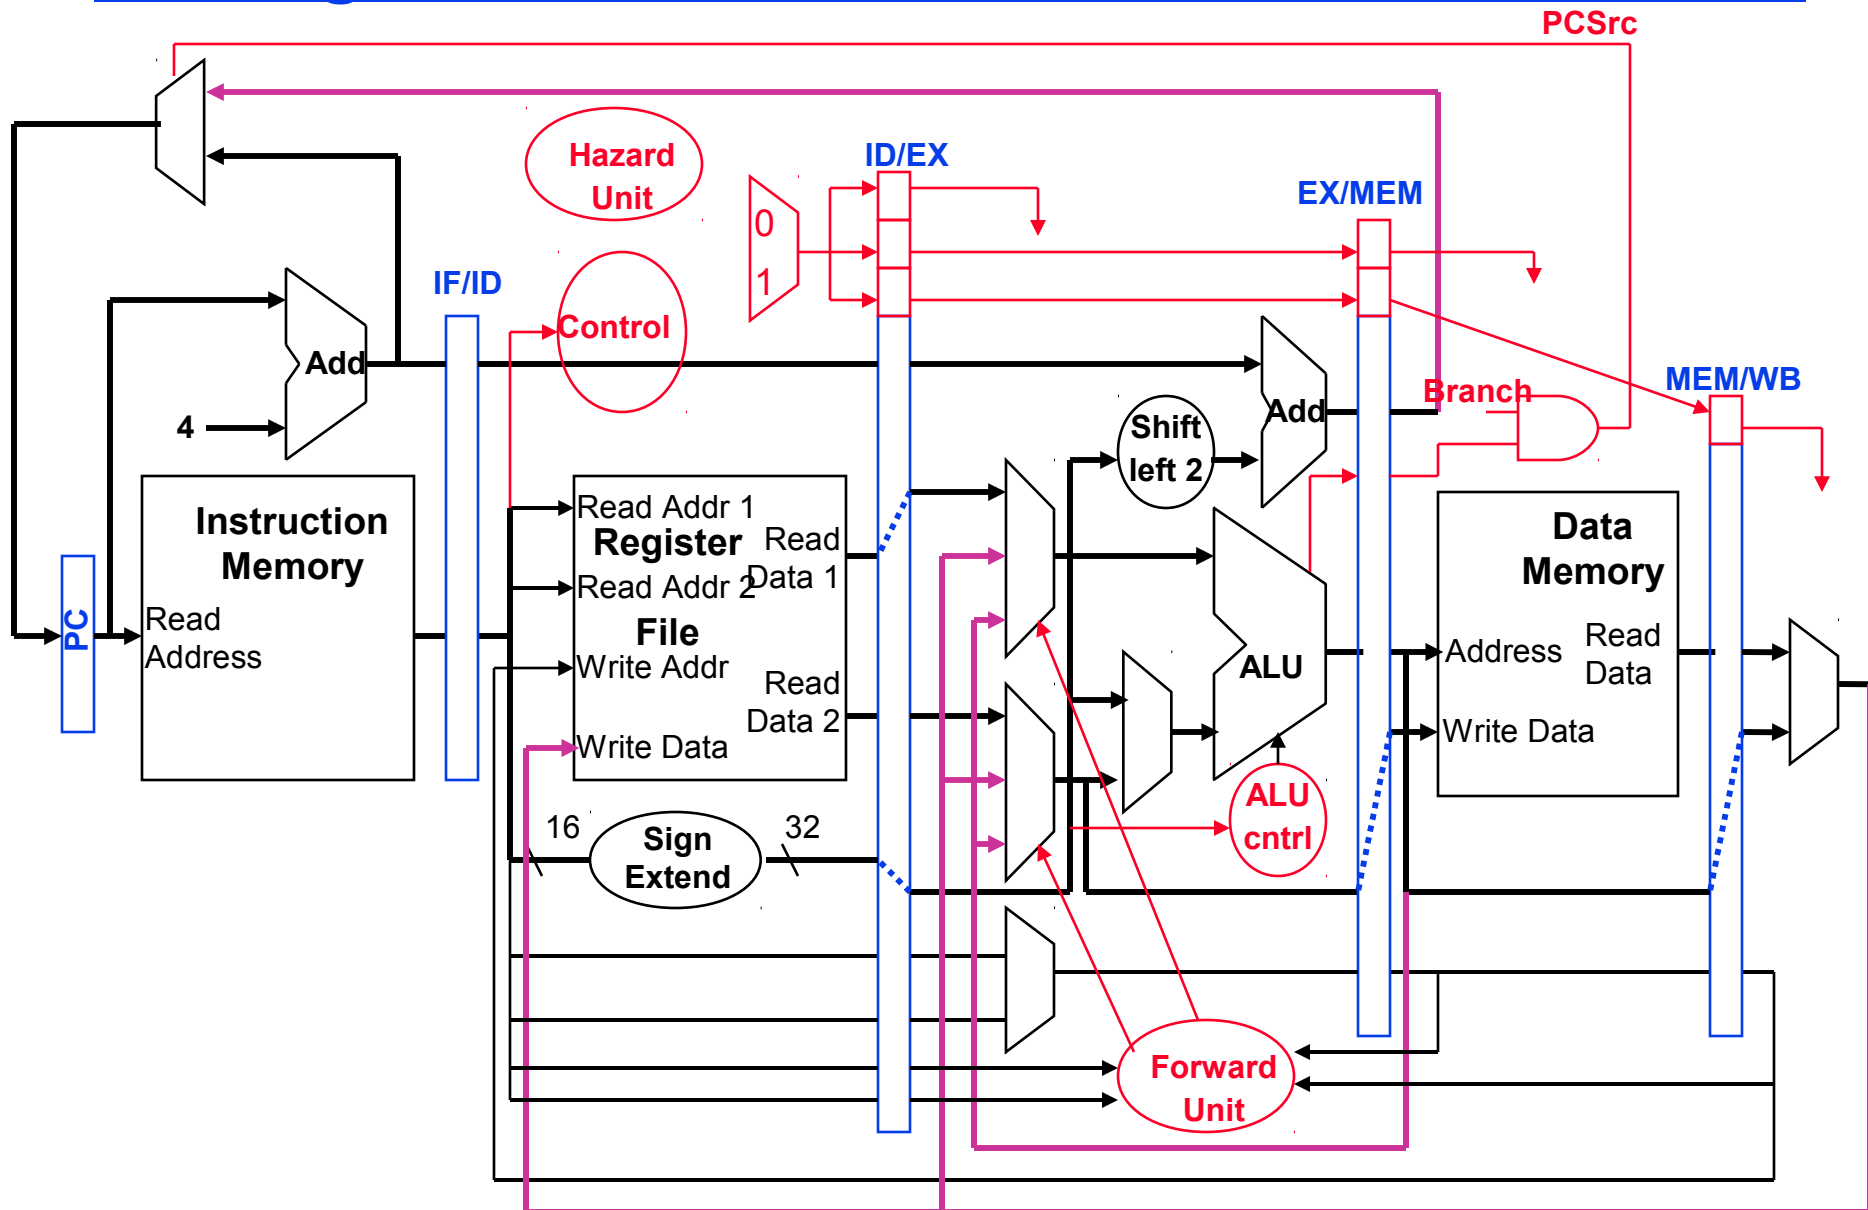 PCSrc
Hazard
Unit
ID/EX
EX/MEM
0
1
IF/ID
Control
Add
4
Branch
MEM/WB
Shift
left 2
Add
Instruction
Memory
Read
Address
PC
Read Addr 1
Register
Read
Data 1
Read Addr 2
File
Write Addr
Read
Data 2
Write Data
ALU
Data
Memory
Address
Read
Data
Write Data
ALU
cntrl
16
Sign
Extend
32
Forward
Unit